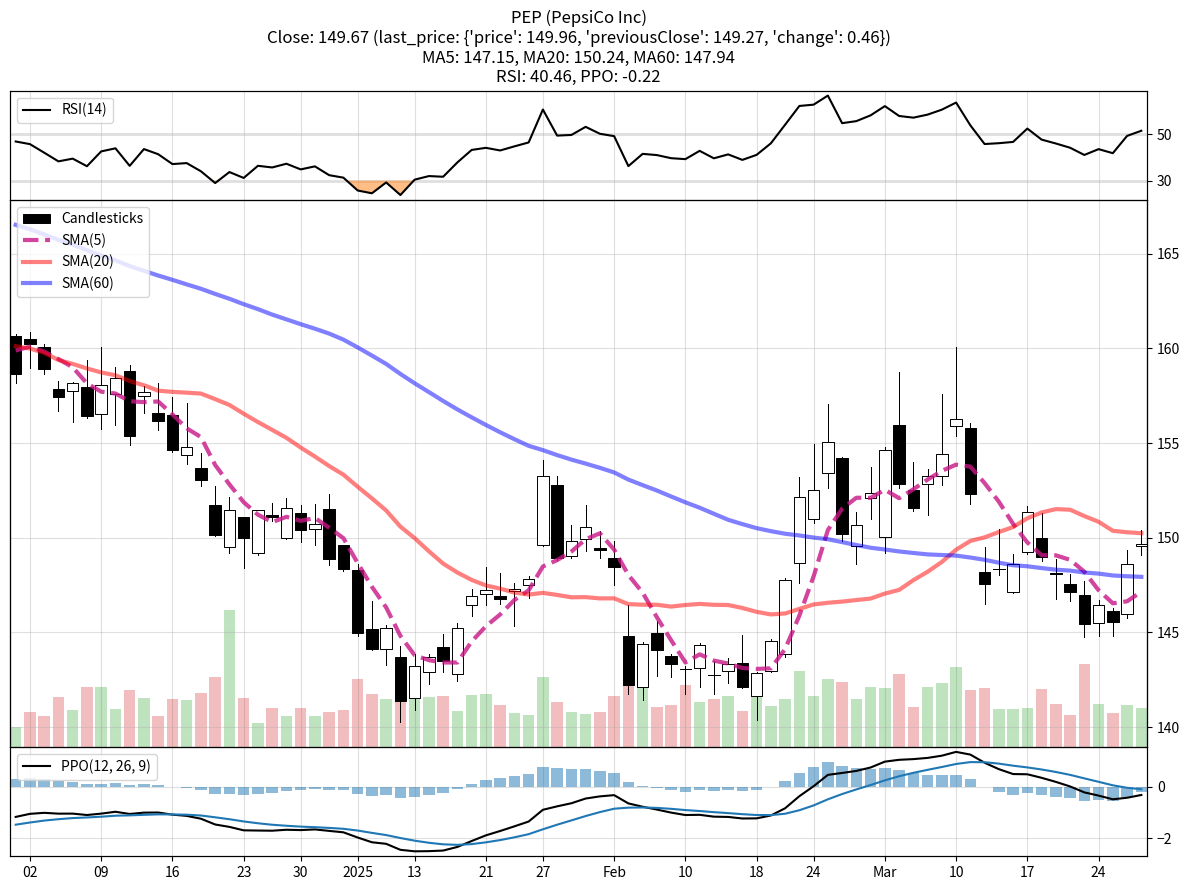 PEP (PepsiCo Inc)
Close: 149.67 (last_price: {'price': 149.96, 'previousClose': 149.27, 'change': 0.46})
MA5: 147.15, MA20: 150.24, MA60: 147.94
RSI: 40.46, PPO: -0.22
RSI(14)
50
30
Candlesticks
SMA(5)
SMA(20)
SMA(60)
165
160
155
150
145
140
PPO(12, 26, 9)
0
−2
02 09 16 23 30 2025 13 21 27 Feb 10 18 24 Mar 10 17 24